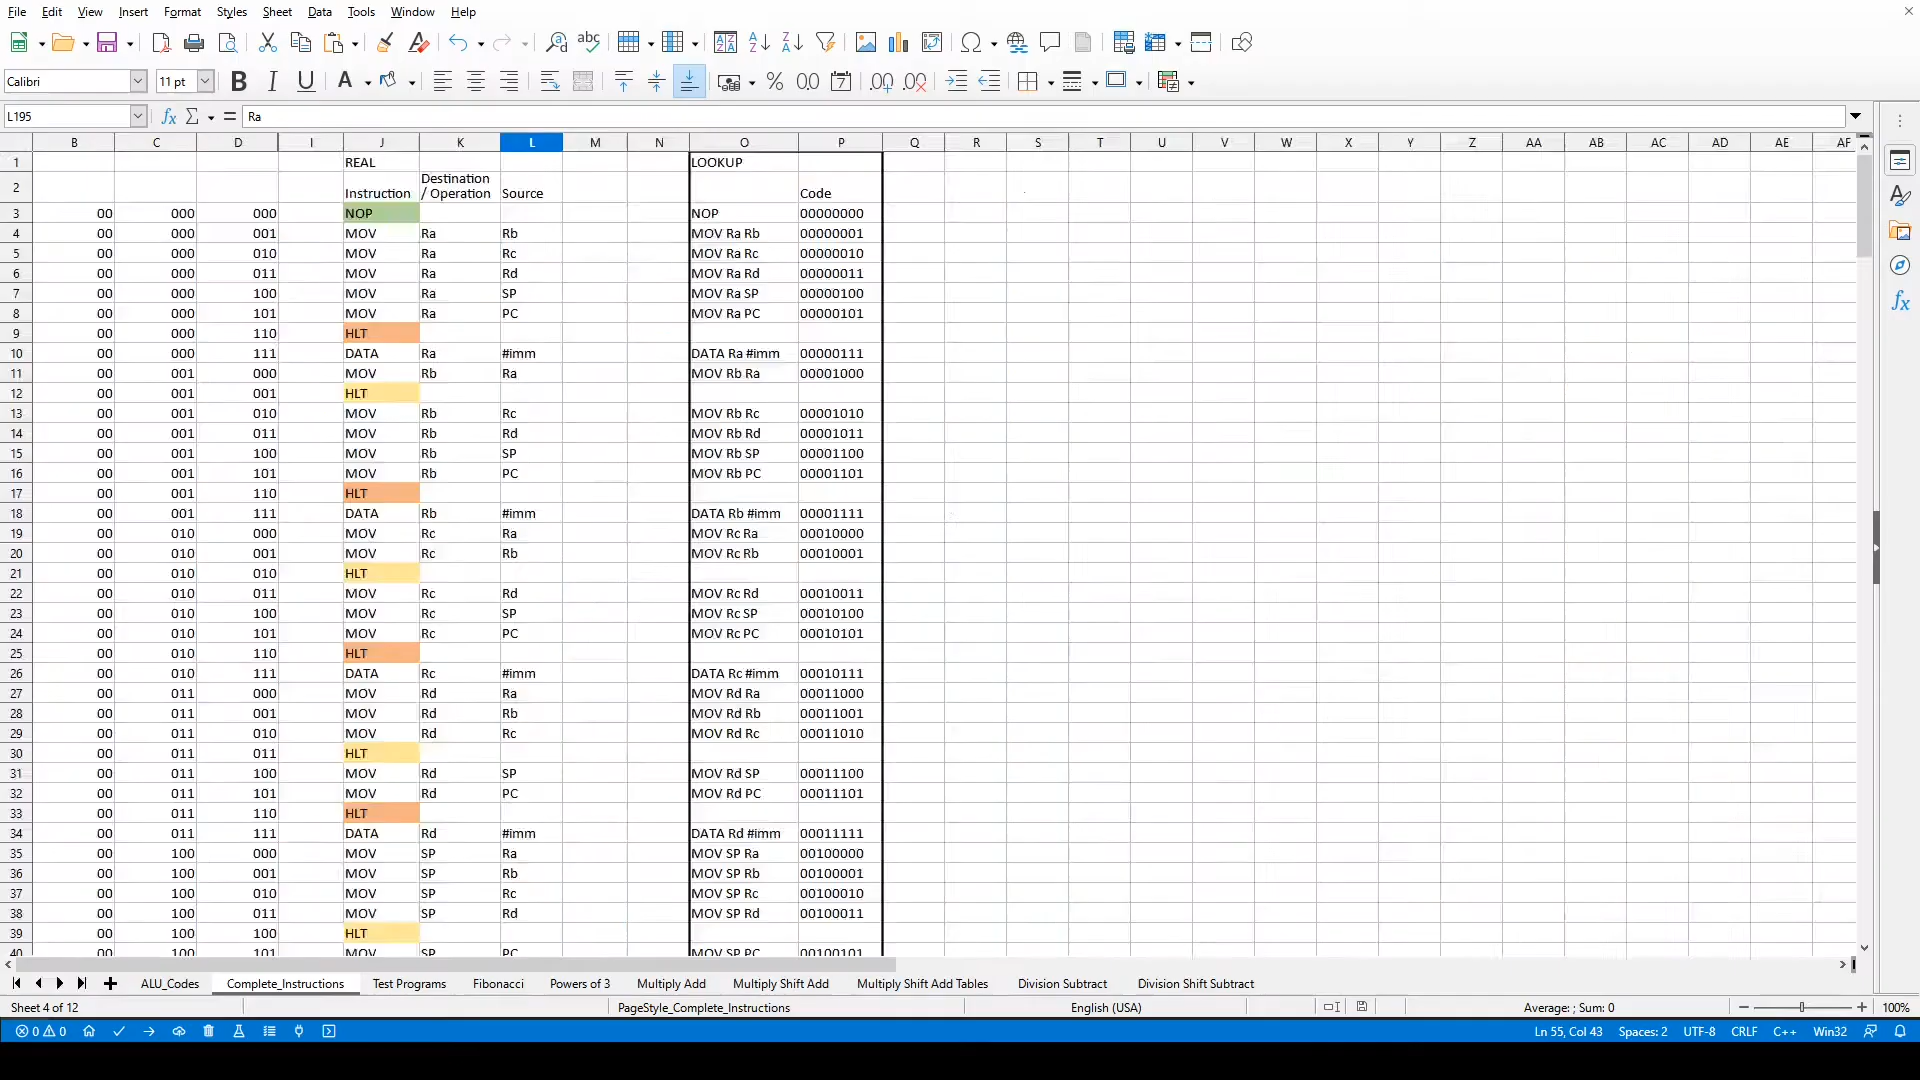 File Edit View Insert Format Styles Sheet Data Tools Window Help
Calibri 11 pt
L195 Ra
B C D I J K L M N O P Q R S T U V W X Y Z AA AB AC AD AE AF
1 REAL LOOKUP
2 Instruction Destination / Operation Source Code
3 00 000 000 NOP NOP 00000000
4 00 000 001 MOV Ra Rb MOV Ra Rb 00000001
5 00 000 010 MOV Ra Rc MOV Ra Rc 00000010
6 00 000 011 MOV Ra Rd MOV Ra Rd 00000011
7 00 000 100 MOV Ra SP MOV Ra SP 00000100
8 00 000 101 MOV Ra PC MOV Ra PC 00000101
9 00 000 110 HLT
10 00 000 111 DATA Ra #imm DATA Ra #imm 00000111
11 00 001 000 MOV Rb Ra MOV Rb Ra 00001000
12 00 001 001 HLT
13 00 001 010 MOV Rb Rc MOV Rb Rc 00001010
14 00 001 011 MOV Rb Rd MOV Rb Rd 00001011
15 00 001 100 MOV Rb SP MOV Rb SP 00001100
16 00 001 101 MOV Rb PC MOV Rb PC 00001101
17 00 001 110 HLT
18 00 001 111 DATA Rb #imm DATA Rb #imm 00001111
19 00 010 000 MOV Rc Ra MOV Rc Ra 00010000
20 00 010 001 MOV Rc Rb MOV Rc Rb 00010001
21 00 010 010 HLT
22 00 010 011 MOV Rc Rd MOV Rc Rd 00010011
23 00 010 100 MOV Rc SP MOV Rc SP 00010100
24 00 010 101 MOV Rc PC MOV Rc PC 00010101
25 00 010 110 HLT
26 00 010 111 DATA Rc #imm DATA Rc #imm 00010111
27 00 011 000 MOV Rd Ra MOV Rd Ra 00011000
28 00 011 001 MOV Rd Rb MOV Rd Rb 00011001
29 00 011 010 MOV Rd Rc MOV Rd Rc 00011010
30 00 011 011 HLT
31 00 011 100 MOV Rd SP MOV Rd SP 00011100
32 00 011 101 MOV Rd PC MOV Rd PC 00011101
33 00 011 110 HLT
34 00 011 111 DATA Rd #imm DATA Rd #imm 00011111
35 00 100 000 MOV SP Ra MOV SP Ra 00100000
36 00 100 001 MOV SP Rb MOV SP Rb 00100001
37 00 100 010 MOV SP Rc MOV SP Rc 00100010
38 00 100 011 MOV SP Rd MOV SP Rd 00100011
39 00 100 100 HLT
40 00 100 101 MOV SP PC MOV SP PC 00100101
ALU_Codes Complete_Instructions Test Programs Fibonacci Powers of 3 Multiply Add Multiply Shift Add Multiply Shift Add Tables Division Subtract Division Shift Subtract
Sheet 4 of 12 PageStyle_Complete_Instructions English (USA) Average: ; Sum: 0 100%
0 0 Ln 55, Col 43 Spaces: 2 UTF-8 CRLF C++ Win32